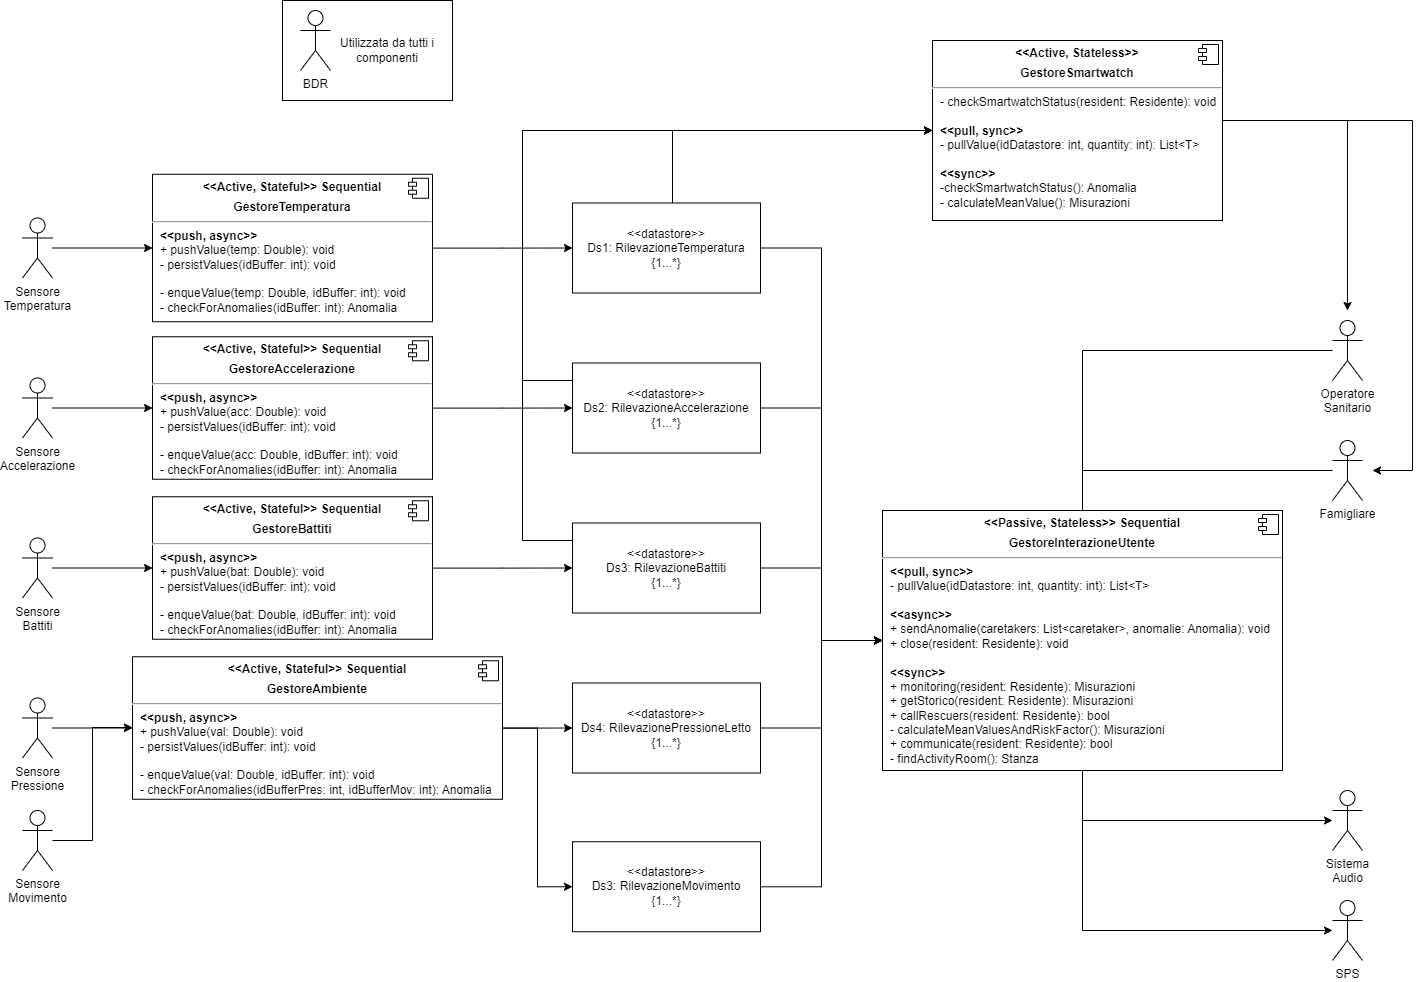 BDR
Utilizzata da tutti i
componenti
<<Active, Stateless>>
GestoreSmartwatch
- checkSmartwatchStatus(resident: Residente): void
<<pull, sync>>
- pullValue(idDatastore: int, quantity: int): List<T>
<<sync>>
-checkSmartwatchStatus(): Anomalia
- calculateMeanValue(): Misurazioni
Sensore
Temperatura
<<Active, Stateful>> Sequential
GestoreTemperatura
<<push, async>>
+ pushValue(temp: Double): void
- persistValues(idBuffer: int): void
- enqueValue(temp: Double, idBuffer: int): void
- checkForAnomalies(idBuffer: int): Anomalia
<<datastore>>
Ds1: RilevazioneTemperatura
{1...*}
Sensore
Accelerazione
<<Active, Stateful>> Sequential
GestoreAccelerazione
<<push, async>>
+ pushValue(acc: Double): void
- persistValues(idBuffer: int): void
- enqueValue(acc: Double, idBuffer: int): void
- checkForAnomalies(idBuffer: int): Anomalia
<<datastore>>
Ds2: RilevazioneAccelerazione
{1...*}
Operatore
Sanitario
Famigliare
Sensore
Battiti
<<Active, Stateful>> Sequential
GestoreBattiti
<<push, async>>
+ pushValue(bat: Double): void
- persistValues(idBuffer: int): void
- enqueValue(bat: Double, idBuffer: int): void
- checkForAnomalies(idBuffer: int): Anomalia
<<datastore>>
Ds3: RilevazioneBattiti
{1...*}
<<Passive, Stateless>> Sequential
GestoreInterazioneUtente
<<pull, sync>>
- pullValue(idDatastore: int, quantity: int): List<T>
<<async>>
+ sendAnomalie(caretakers: List<caretaker>, anomalie: Anomalia): void
+ close(resident: Residente): void
<<sync>>
+ monitoring(resident: Residente): Misurazioni
+ getStorico(resident: Residente): Misurazioni
+ callRescuers(resident: Residente): bool
- calculateMeanValuesAndRiskFactor(): Misurazioni
+ communicate(resident: Residente): bool
- findActivityRoom(): Stanza
Sensore
Pressione
Sensore
Movimento
<<Active, Stateful>> Sequential
GestoreAmbiente
<<push, async>>
+ pushValue(val: Double): void
- persistValues(idBuffer: int): void
- enqueValue(val: Double, idBuffer: int): void
- checkForAnomalies(idBufferPres: int, idBufferMov: int): Anomalia
<<datastore>>
Ds4: RilevazionePressioneLetto
{1...*}
<<datastore>>
Ds3: RilevazioneMovimento
{1...*}
Sistema
Audio
SPS